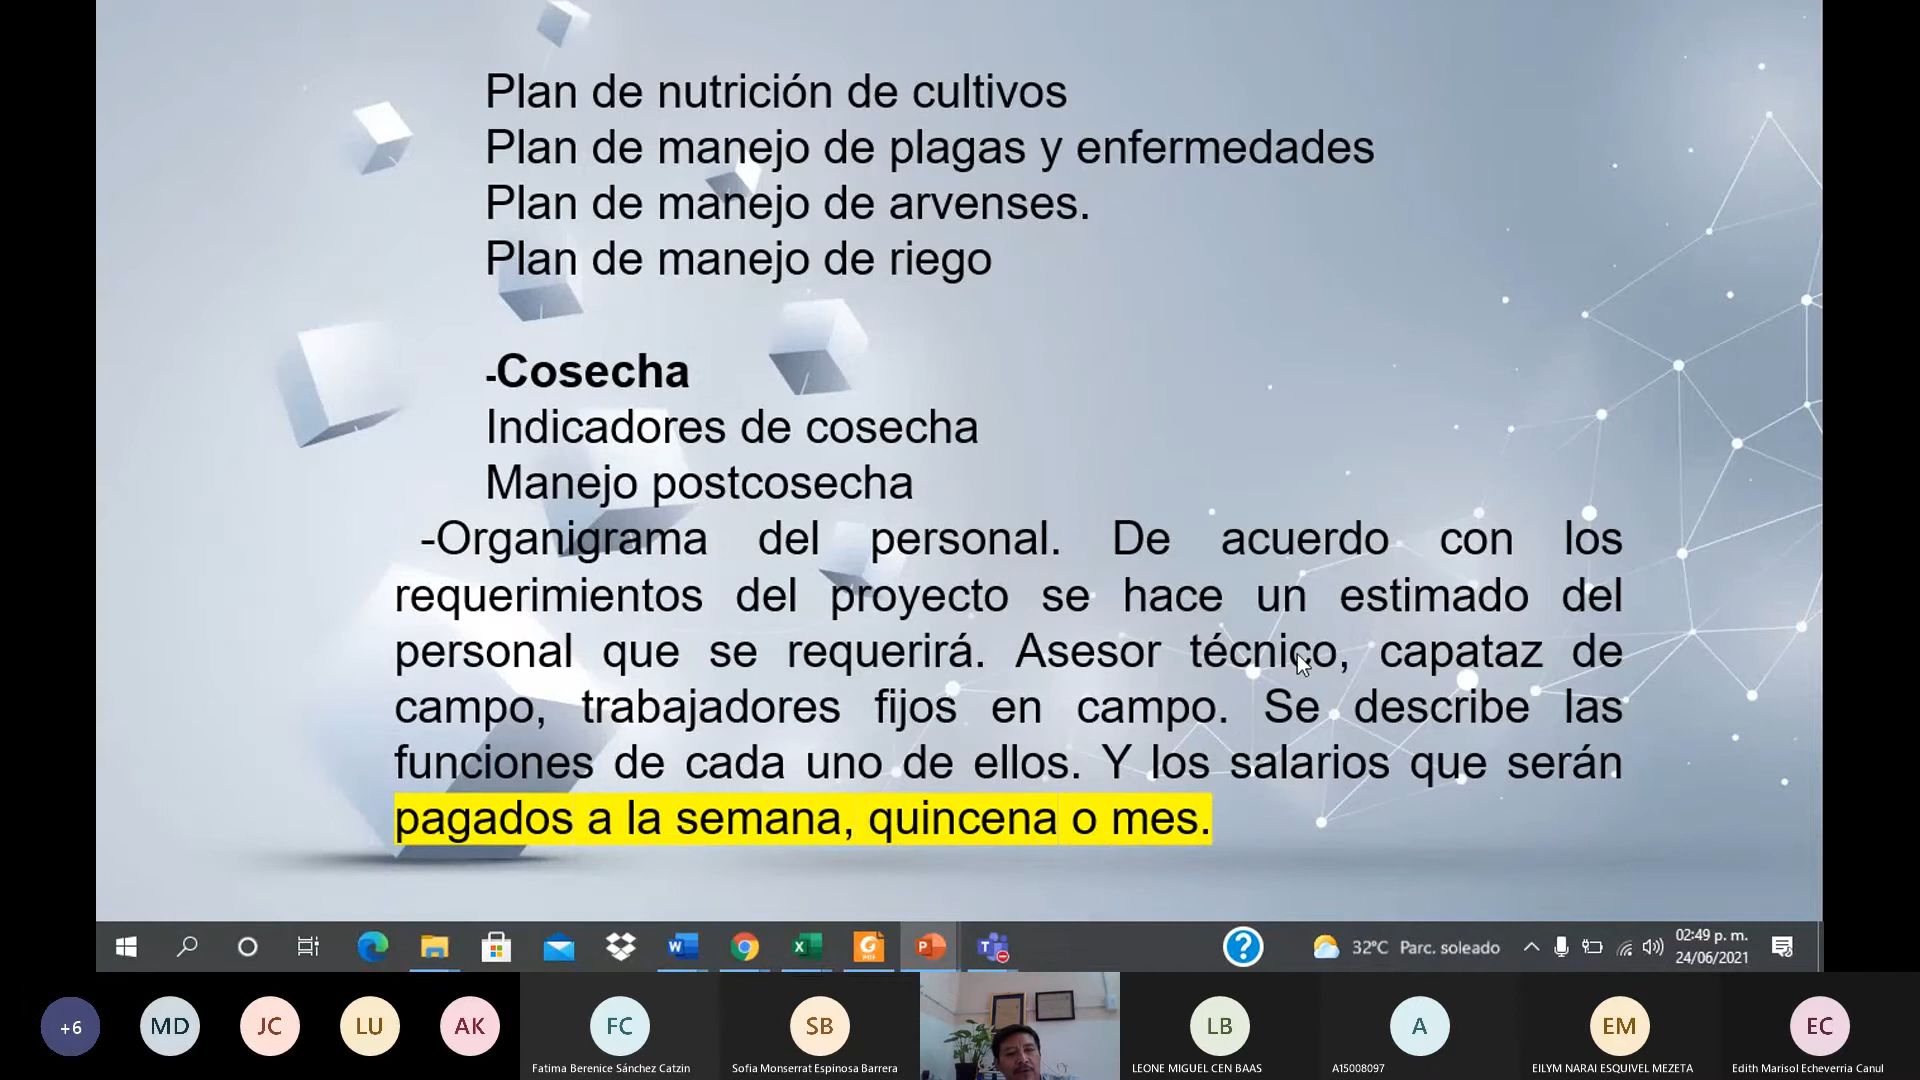 Plan de nutrición de cultivos
Plan de manejo de plagas y enfermedades
Plan de manejo de arvenses.
Plan de manejo de riego
-Cosecha
Indicadores de cosecha
Manejo postcosecha
-Organigrama del personal. De acuerdo con los
requerimientos del proyecto se hace un estimado del
personal que se requerirá. Asesor técnico, capataz de
campo, trabajadores fijos en campo. Se describe las
funciones de cada uno de ellos. Y los salarios que serán
pagados a la semana, quincena o mes.
32°C Parc. soleado
02:49 p. m.
24/06/2021
+6
MD
JC
LU
AK
FC
SB
LB
A
EM
EC
Fatima Berenice Sánchez Catzin
Sofia Monserrat Espinosa Barrera
LEONE MIGUEL CEN BAAS
A15008097
EILYM NARAI ESQUIVEL MEZETA
Edith Marisol Echeverria Canul